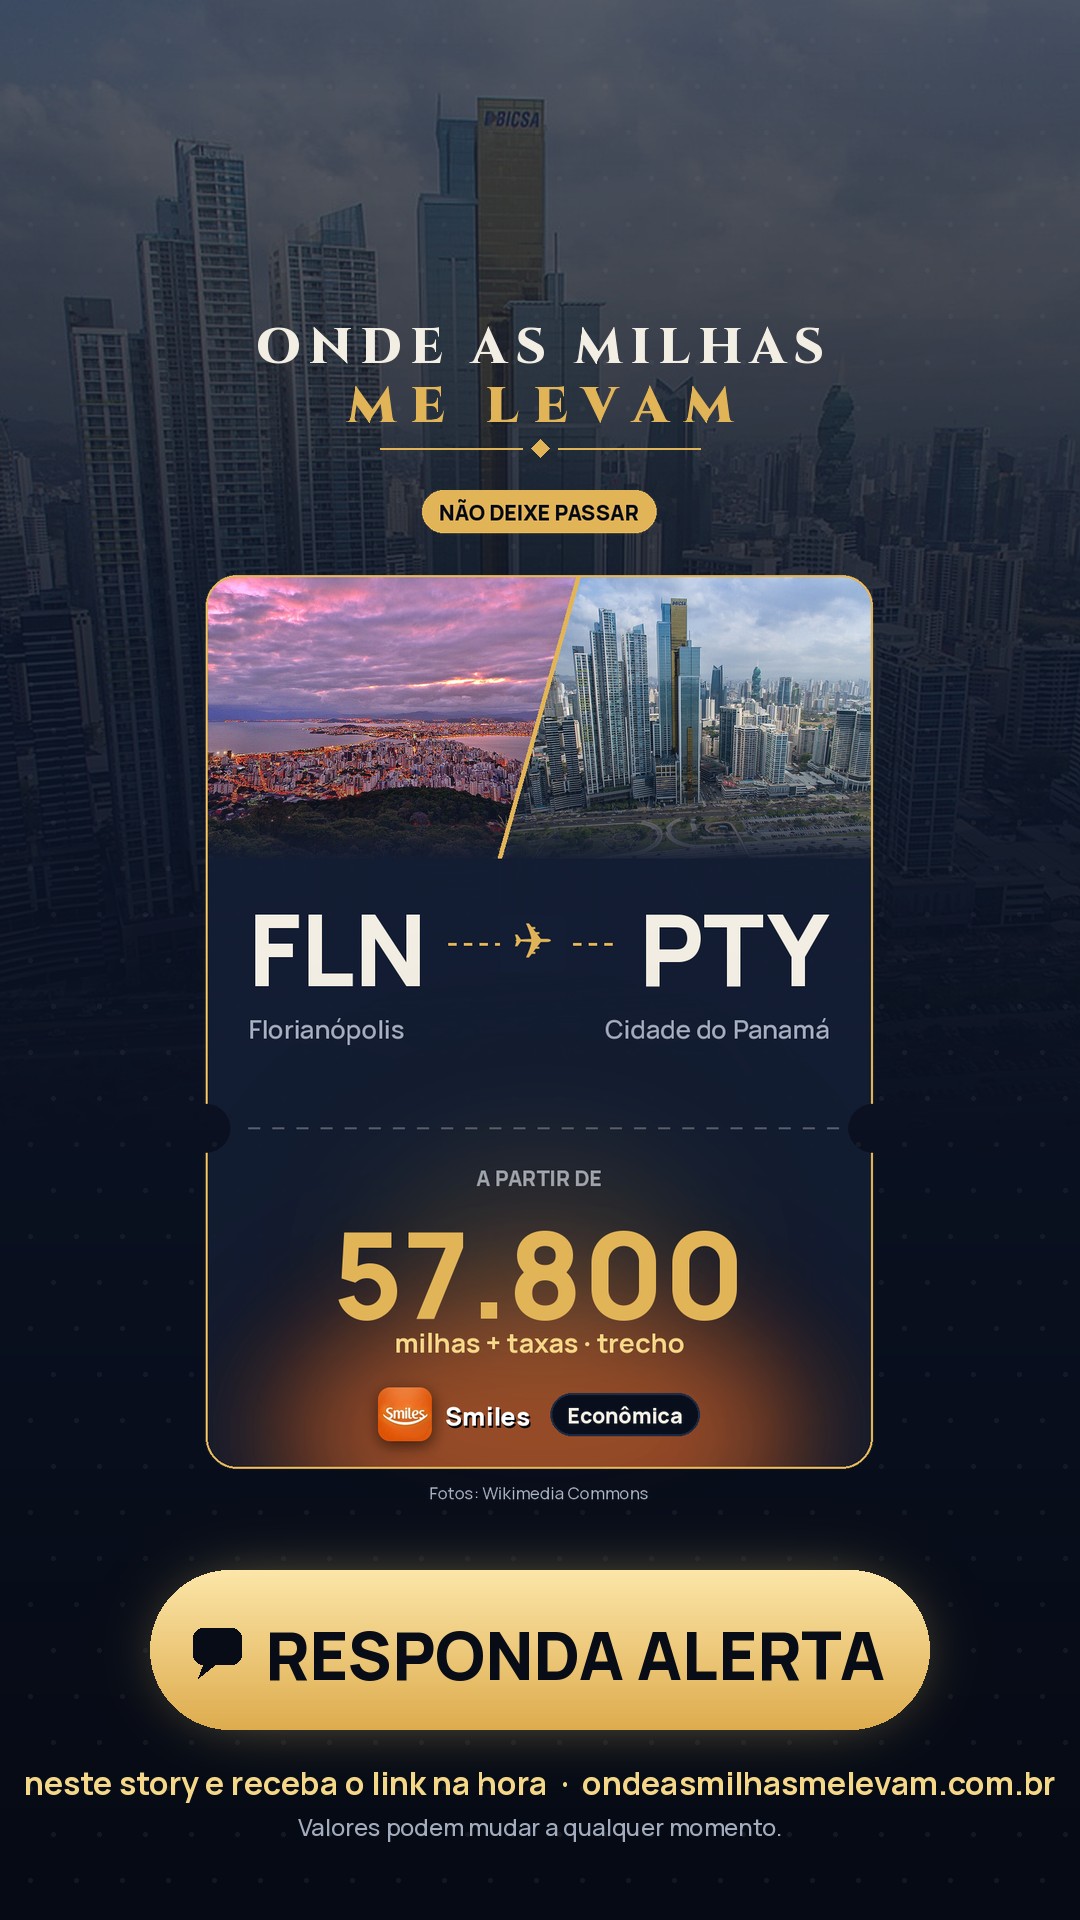 BICSA
ONDE AS MILHAS
ME LEVAM
NÃO DEIXE PASSAR
FLN
PTY
Florianópolis
Cidade do Panamá
A PARTIR DE
57.800
milhas + taxas · trecho
Smiles
Smiles
Econômica
Fotos: Wikimedia Commons
RESPONDA ALERTA
neste story e receba o link na hora · ondeasmilhasmelevam.com.br
Valores podem mudar a qualquer momento.